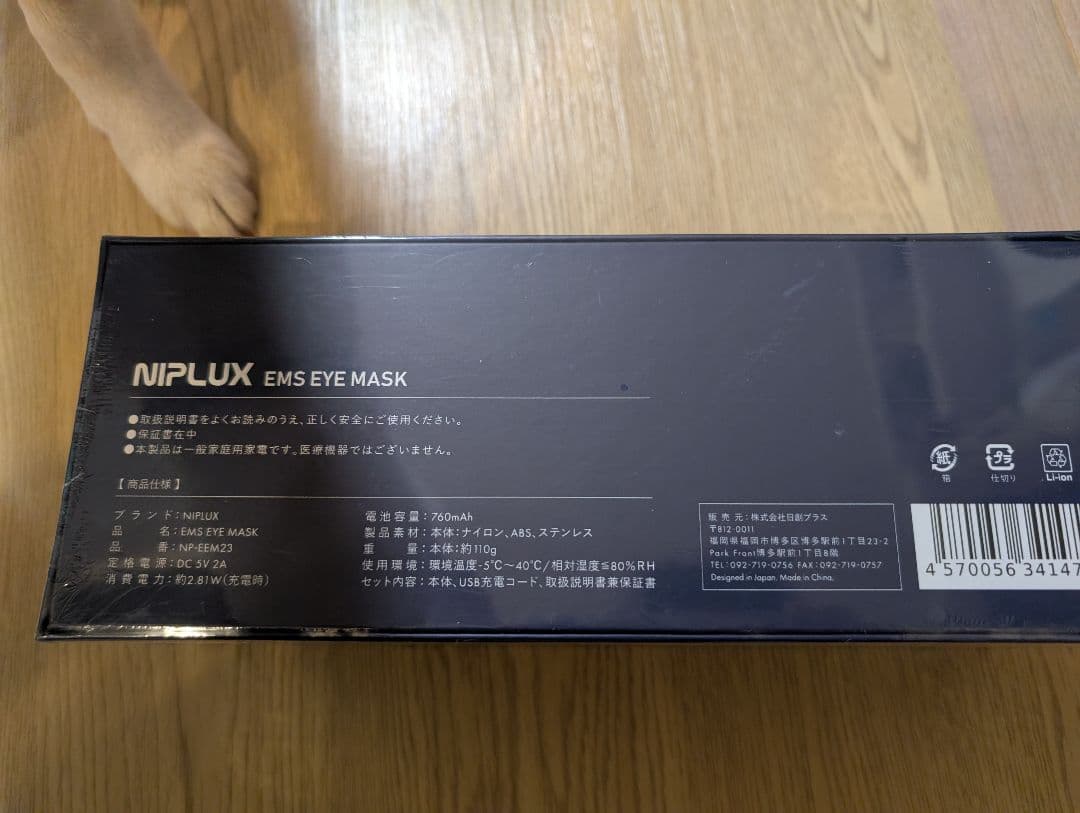 NIPLUX EMS EYE MASK
●取扱説明書をよくお読みのうえ、正しく安全にご使用ください。
●保証書在中
●本製品は一般家庭用家電です。医療機器ではございません。
【商品仕様】
ブランド：NIPLUX
品　　名：EMS EYE MASK
品　　番：NP-EEM23
定格電源：DC 5V 2A
消費電力：約2.81W(充電時)
電池容量：760mAh
製品素材：本体：ナイロン、ABS、ステンレス
重　　量：本体：約110g
使用環境：環境温度-5℃～40℃/相対湿度≦80％RH
セット内容：本体、USB充電コード、取扱説明書兼保証書
販売元：株式会社日創プラス
〒812-0011
福岡県福岡市博多区博多駅前1丁目23-2
Park Front博多駅前1丁目8階
TEL：092-719-0756 FAX：092-719-0757
Designed in Japan. Made in China.
紙
箱
プラ
仕切り
Li-ion
4 570056 34147